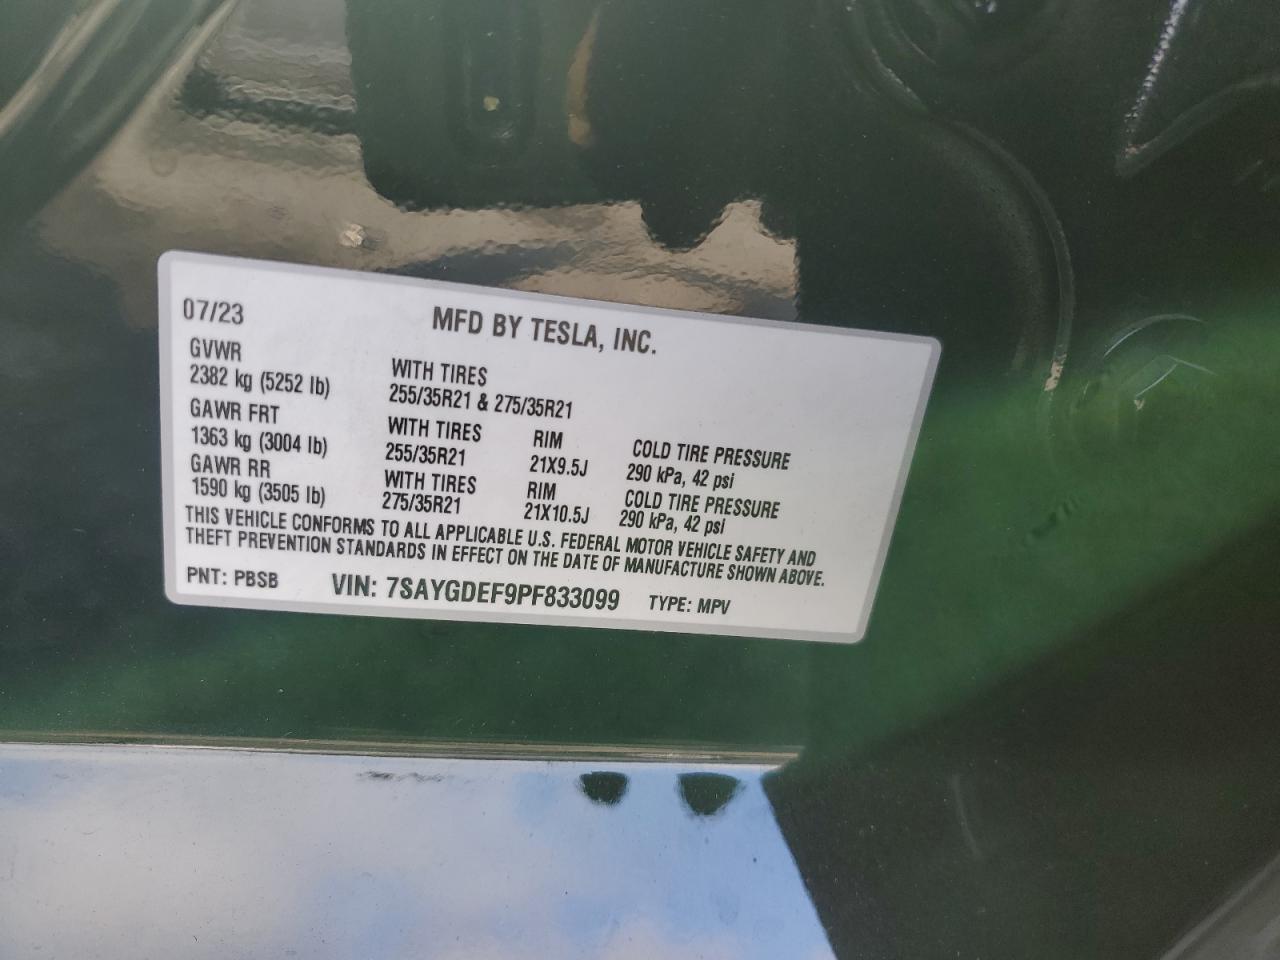 07/23 MFD BY TESLA, INC.
GVWR
2382 kg (5252 lb)
WITH TIRES
255/35R21 & 275/35R21
GAWR FRT
1363 kg (3004 lb)
WITH TIRES
255/35R21
RIM
21X9.5J
COLD TIRE PRESSURE
290 kPa, 42 psi
GAWR RR
1590 kg (3505 lb)
WITH TIRES
275/35R21
RIM
21X10.5J
COLD TIRE PRESSURE
290 kPa, 42 psi
THIS VEHICLE CONFORMS TO ALL APPLICABLE U.S. FEDERAL MOTOR VEHICLE SAFETY AND
THEFT PREVENTION STANDARDS IN EFFECT ON THE DATE OF MANUFACTURE SHOWN ABOVE.
PNT: PBSB VIN: 7SAYGDEF9PF833099 TYPE: MPV